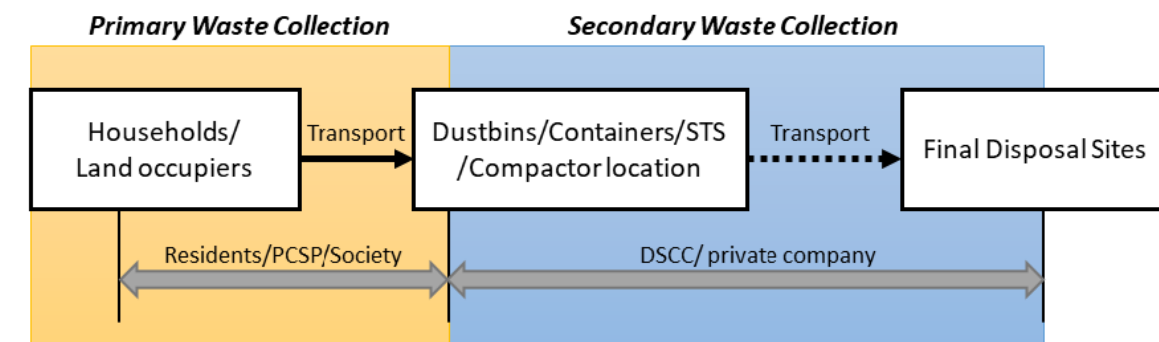 Primary Waste Collection
Secondary Waste Collection
Households/
Land occupiers
Transport
Dustbins/Containers/STS
/Compactor location
Transport
Final Disposal Sites
Residents/PCSP/Society
DSCC/ private company